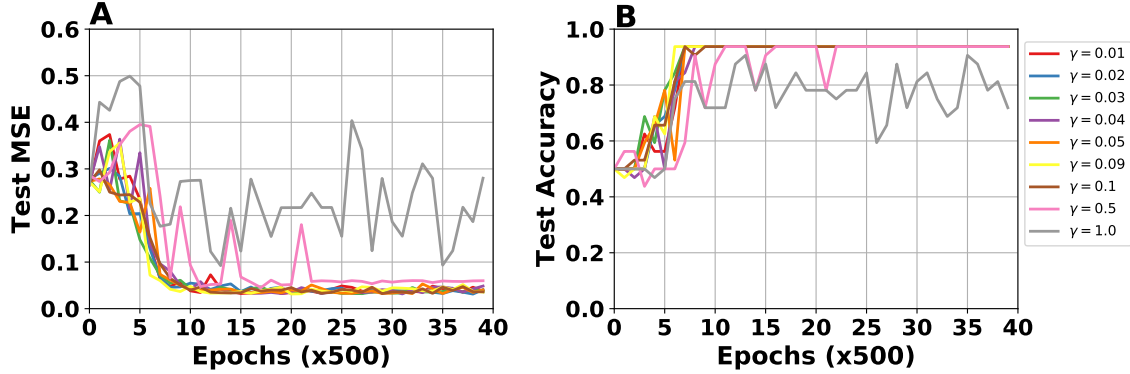 A
Test MSE
0.6
0.5
0.4
0.3
0.2
0.1
0.0
0 5 10 15 20 25 30 35 40
Epochs (x500)
B
Test Accuracy
1.0
0.8
0.6
0.4
0.2
0.0
0 5 10 15 20 25 30 35 40
Epochs (x500)
γ = 0.01
γ = 0.02
γ = 0.03
γ = 0.04
γ = 0.05
γ = 0.09
γ = 0.1
γ = 0.5
γ = 1.0